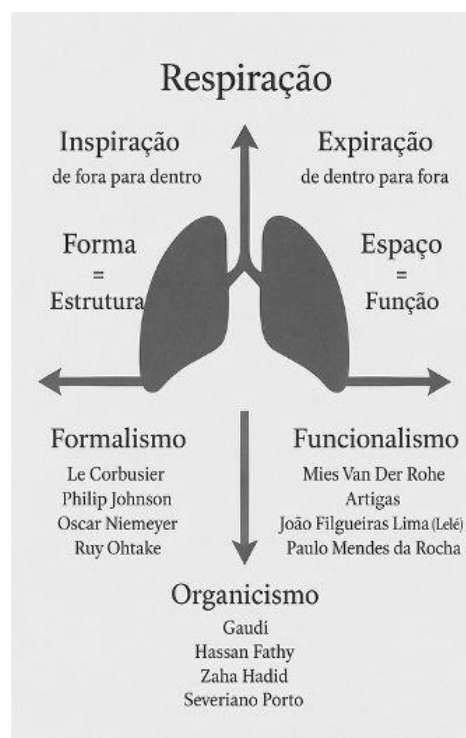 Respiração
Inspiração
de fora para dentro
Expiração
de dentro para fora
Forma
=
Estrutura
Espaço
=
Função
Formalismo
Le Corbusier
Philip Johnson
Oscar Niemeyer
Ruy Ohtake
Funcionalismo
Mies Van Der Rohe
Artigas
João Filgueiras Lima (Lelé)
Paulo Mendes da Rocha
Organicismo
Gaudí
Hassan Fathy
Zaha Hadid
Severiano Porto